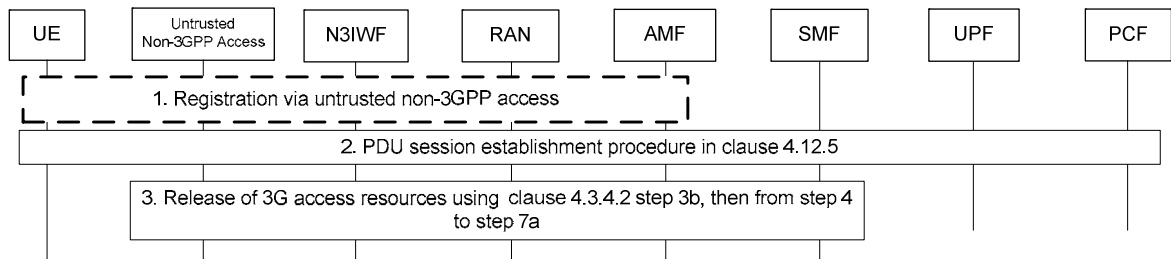 UE
Untrusted
Non-3GPP Access
N3IWF
RAN
AMF
SMF
UPF
PCF
1. Registration via untrusted non-3GPP access
2. PDU session establishment procedure in clause 4.12.5
3. Release of 3G access resources using clause 4.3.4.2 step 3b, then from step 4
to step 7a